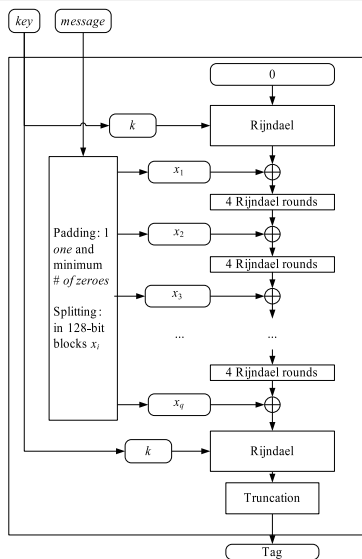 key
message
0
k
Rijndael
x1
4 Rijndael rounds
Padding: 1
one and
minimum
# of zeroes
x2
4 Rijndael rounds
Splitting:
in 128-bit
blocks xi
x3
...
...
4 Rijndael rounds
xq
k
Rijndael
Truncation
Tag